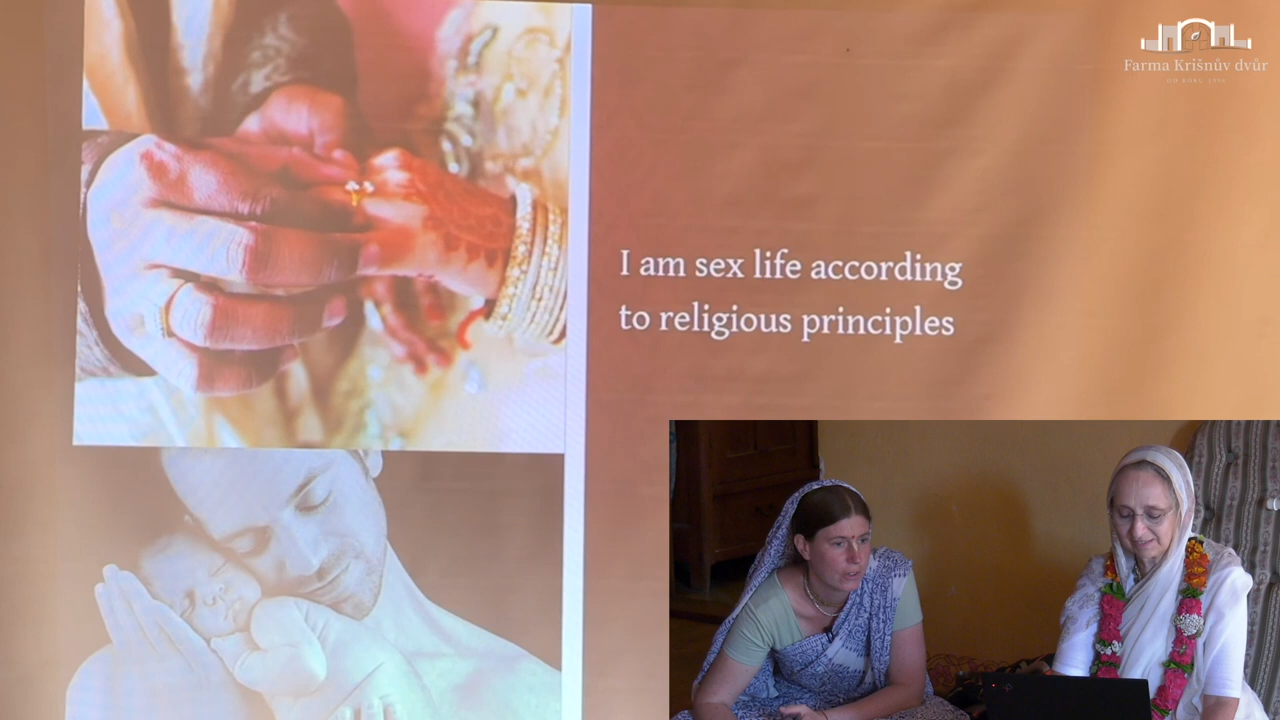 Farma Krišnův dvůr
I am sex life according
to religious principles